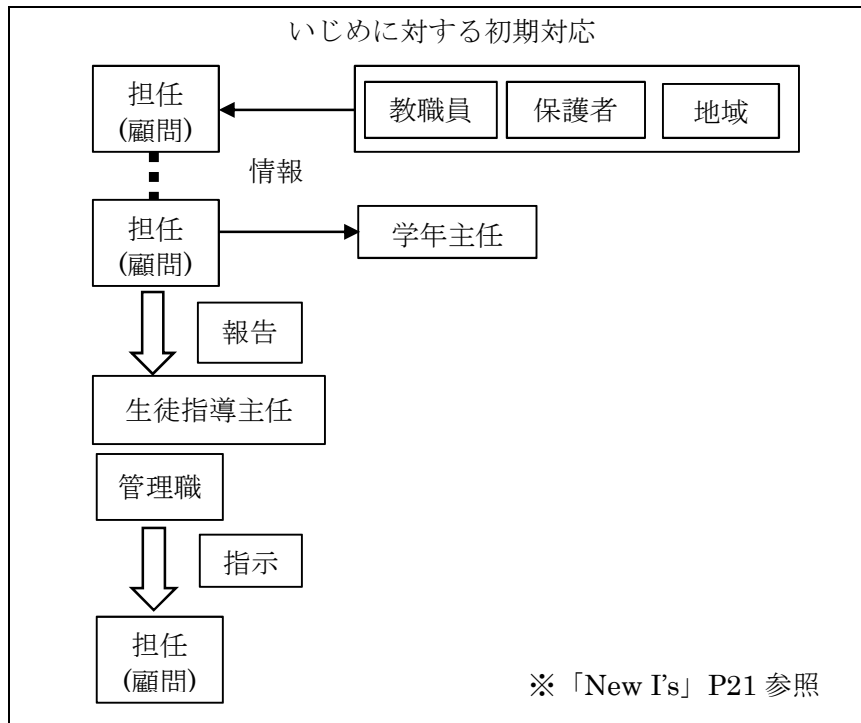 いじめに対する初期対応
担任
(顧問)
教職員
保護者
地域
情報
担任
(顧問)
学年主任
報告
生徒指導主任
管理職
指示
担任
(顧問)
※「New I's」P21 参照